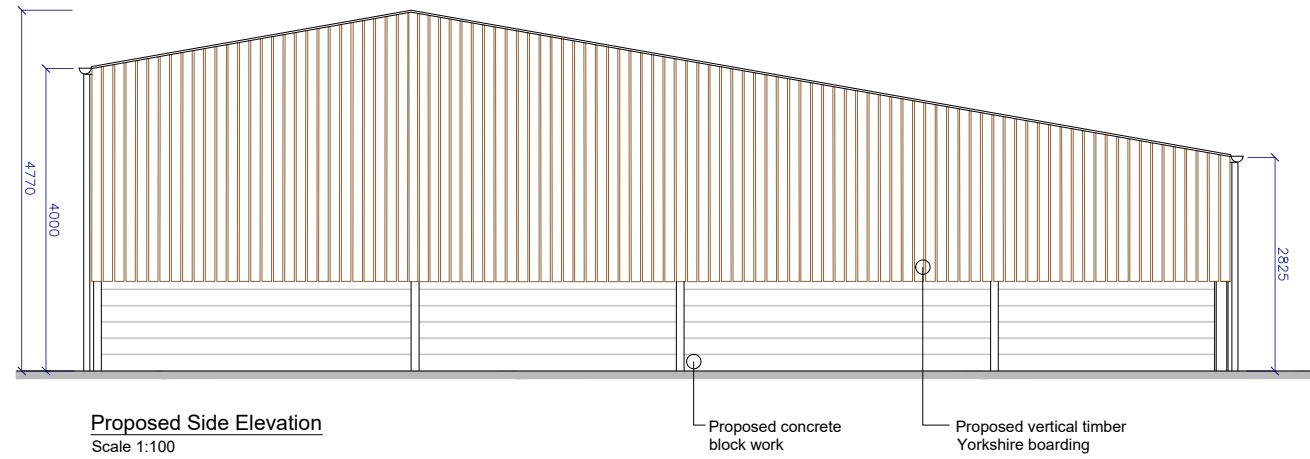 4770
4000
2825
Proposed Side Elevation
Scale 1:100
Proposed concrete
block work
Proposed vertical timber
Yorkshire boarding